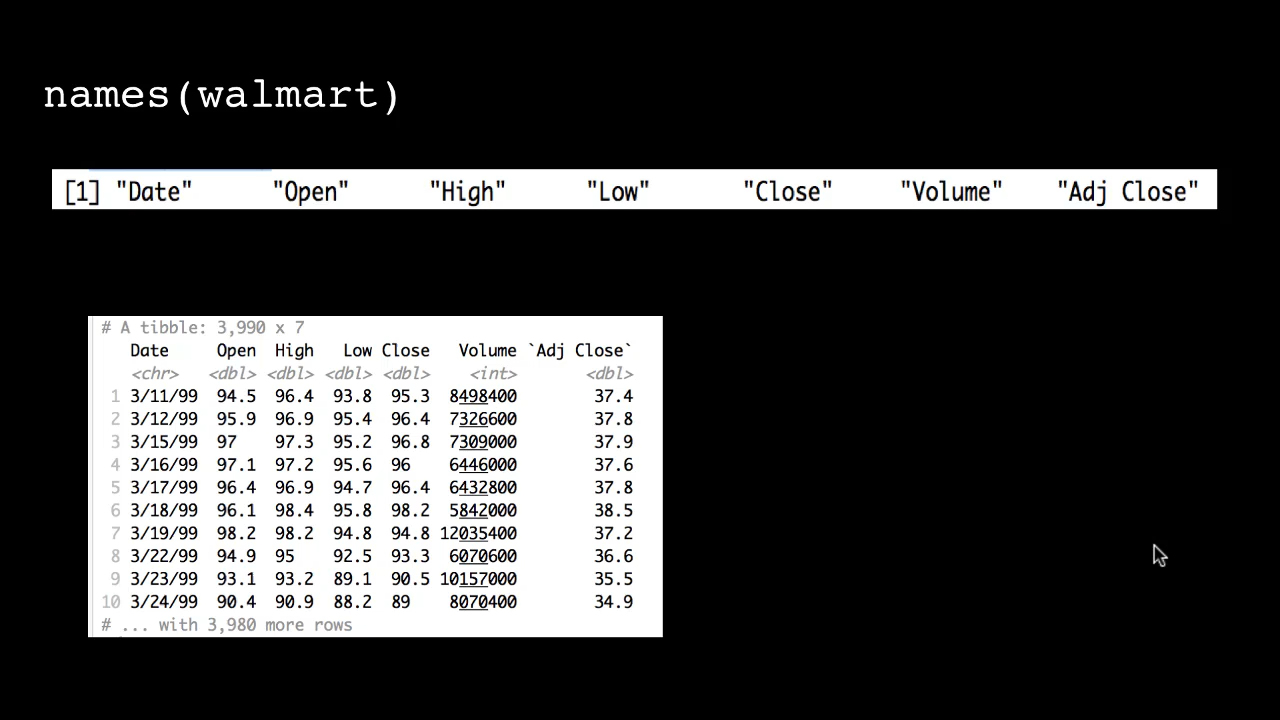 names(walmart)
[1] "Date" "Open" "High" "Low" "Close" "Volume" "Adj Close"
# A tibble: 3,990 x 7
Date Open High Low Close Volume `Adj Close`
<chr> <dbl> <dbl> <dbl> <dbl> <int> <dbl>
1 3/11/99 94.5 96.4 93.8 95.3 8498400 37.4
2 3/12/99 95.9 96.9 95.4 96.4 7326600 37.8
3 3/15/99 97 97.3 95.2 96.8 7309000 37.9
4 3/16/99 97.1 97.2 95.6 96 6446000 37.6
5 3/17/99 96.4 96.9 94.7 96.4 6432800 37.8
6 3/18/99 96.1 98.4 95.8 98.2 5842000 38.5
7 3/19/99 98.2 98.2 94.8 94.8 12035400 37.2
8 3/22/99 94.9 95 92.5 93.3 6070600 36.6
9 3/23/99 93.1 93.2 89.1 90.5 10157000 35.5
10 3/24/99 90.4 90.9 88.2 89 8070400 34.9
# ... with 3,980 more rows